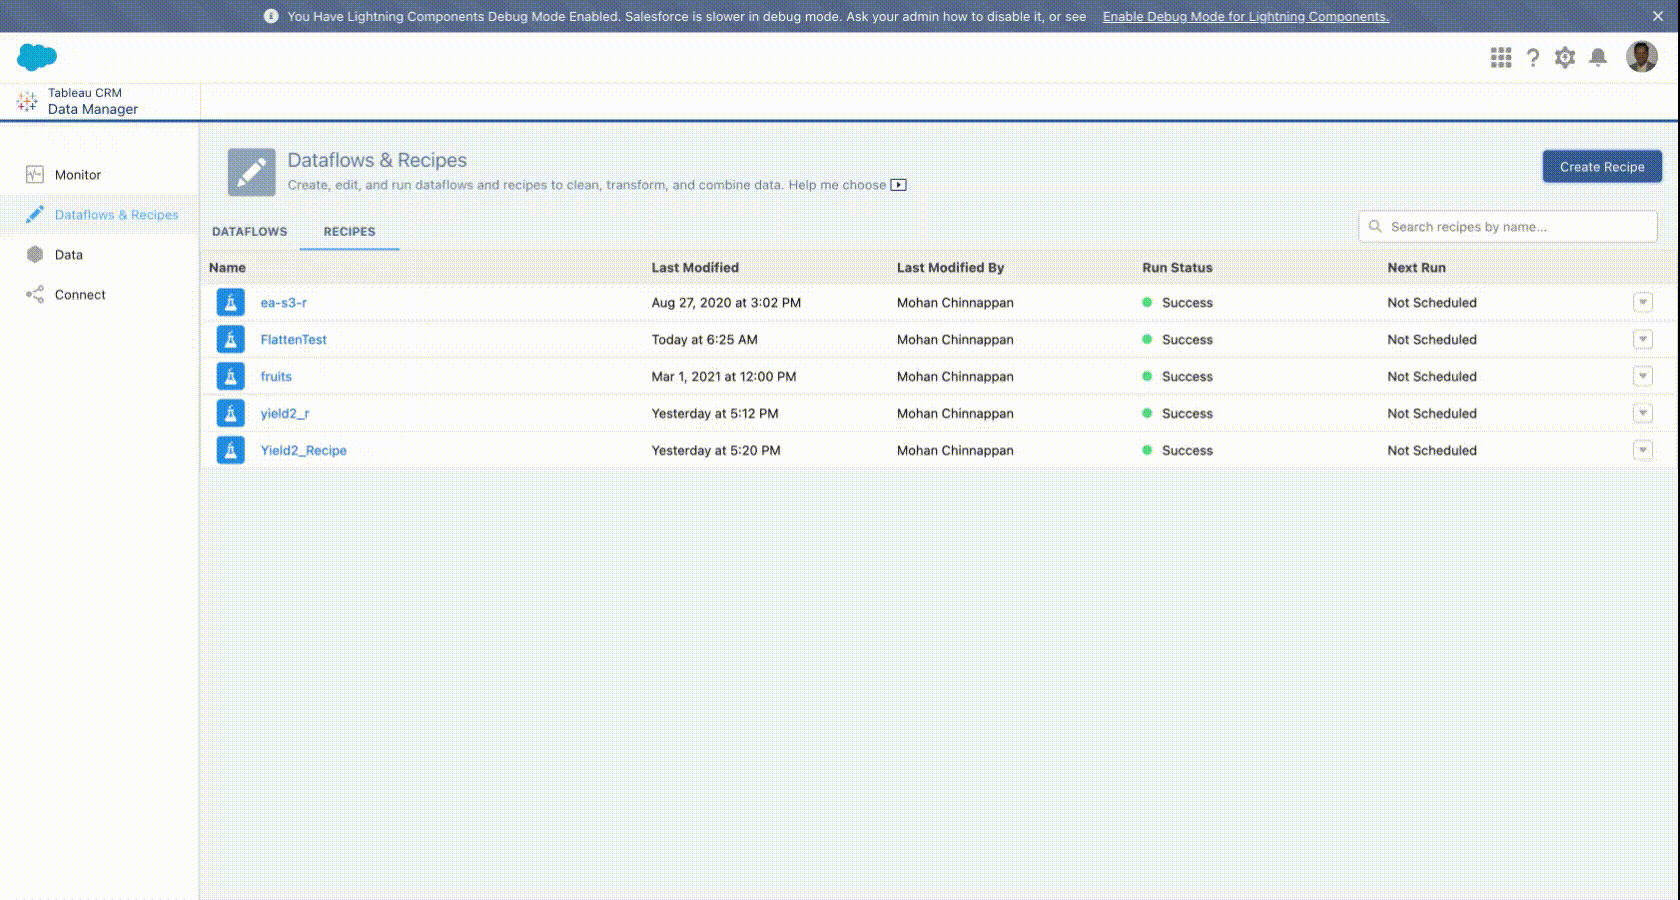 You Have Lightning Components Debug Mode Enabled. Salesforce is slower in debug mode. Ask your admin how to disable it, or see Enable Debug Mode for Lightning Components.
Tableau CRM
Data Manager
Monitor
Dataflows & Recipes
Data
Connect
Dataflows & Recipes
Create, edit, and run dataflows and recipes to clean, transform, and combine data. Help me choose
Create Recipe
DATAFLOWS RECIPES
Search recipes by name...
Name Last Modified Last Modified By Run Status Next Run
ea-s3-r Aug 27, 2020 at 3:02 PM Mohan Chinnappan Success Not Scheduled
FlattenTest Today at 6:25 AM Mohan Chinnappan Success Not Scheduled
fruits Mar 1, 2021 at 12:00 PM Mohan Chinnappan Success Not Scheduled
yield2_r Yesterday at 5:12 PM Mohan Chinnappan Success Not Scheduled
Yield2_Recipe Yesterday at 5:20 PM Mohan Chinnappan Success Not Scheduled